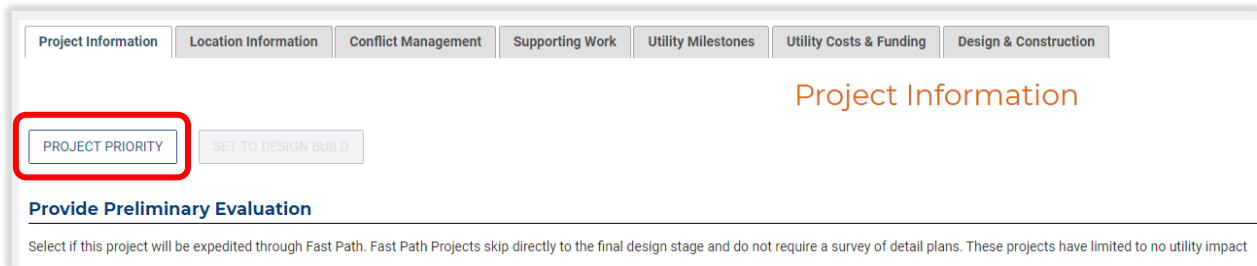 Project Information Location Information Conflict Management Supporting Work Utility Milestones Utility Costs & Funding Design & Construction
Project Information
PROJECT PRIORITY SET TO DESIGN BUILD
Provide Preliminary Evaluation
Select if this project will be expedited through Fast Path. Fast Path Projects skip directly to the final design stage and do not require a survey of detail plans. These projects have limited to no utility impact